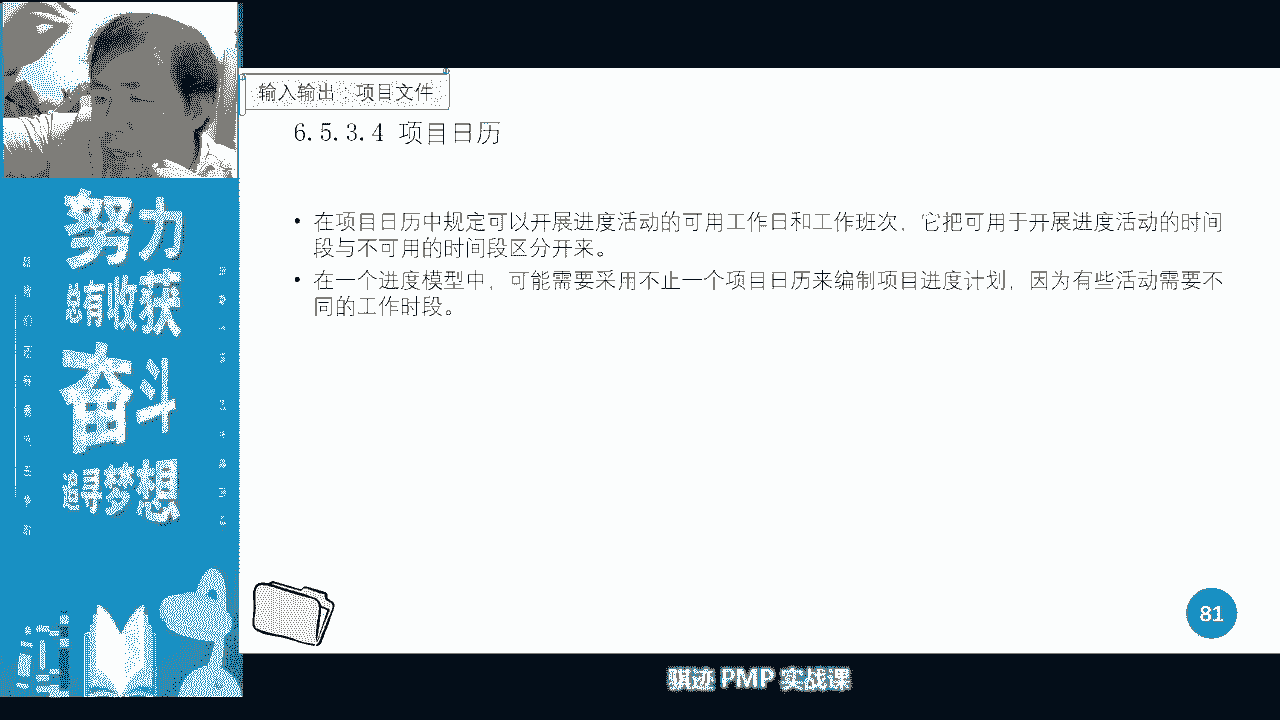 输入输出：项目文件
6.5.3.4 项目日历
• 在项目日历中规定可以开展进度活动的可用工作日和工作班次，它把可用于开展进度活动的时间
段与不可用的时间段区分开来。
• 在一个进度模型中，可能需要采用不止一个项目日历来编制项目进度计划，因为有些活动需要不
同的工作时段。
努力
总有收获
奋斗
追寻梦想
81
骐迹 PMP 实战课